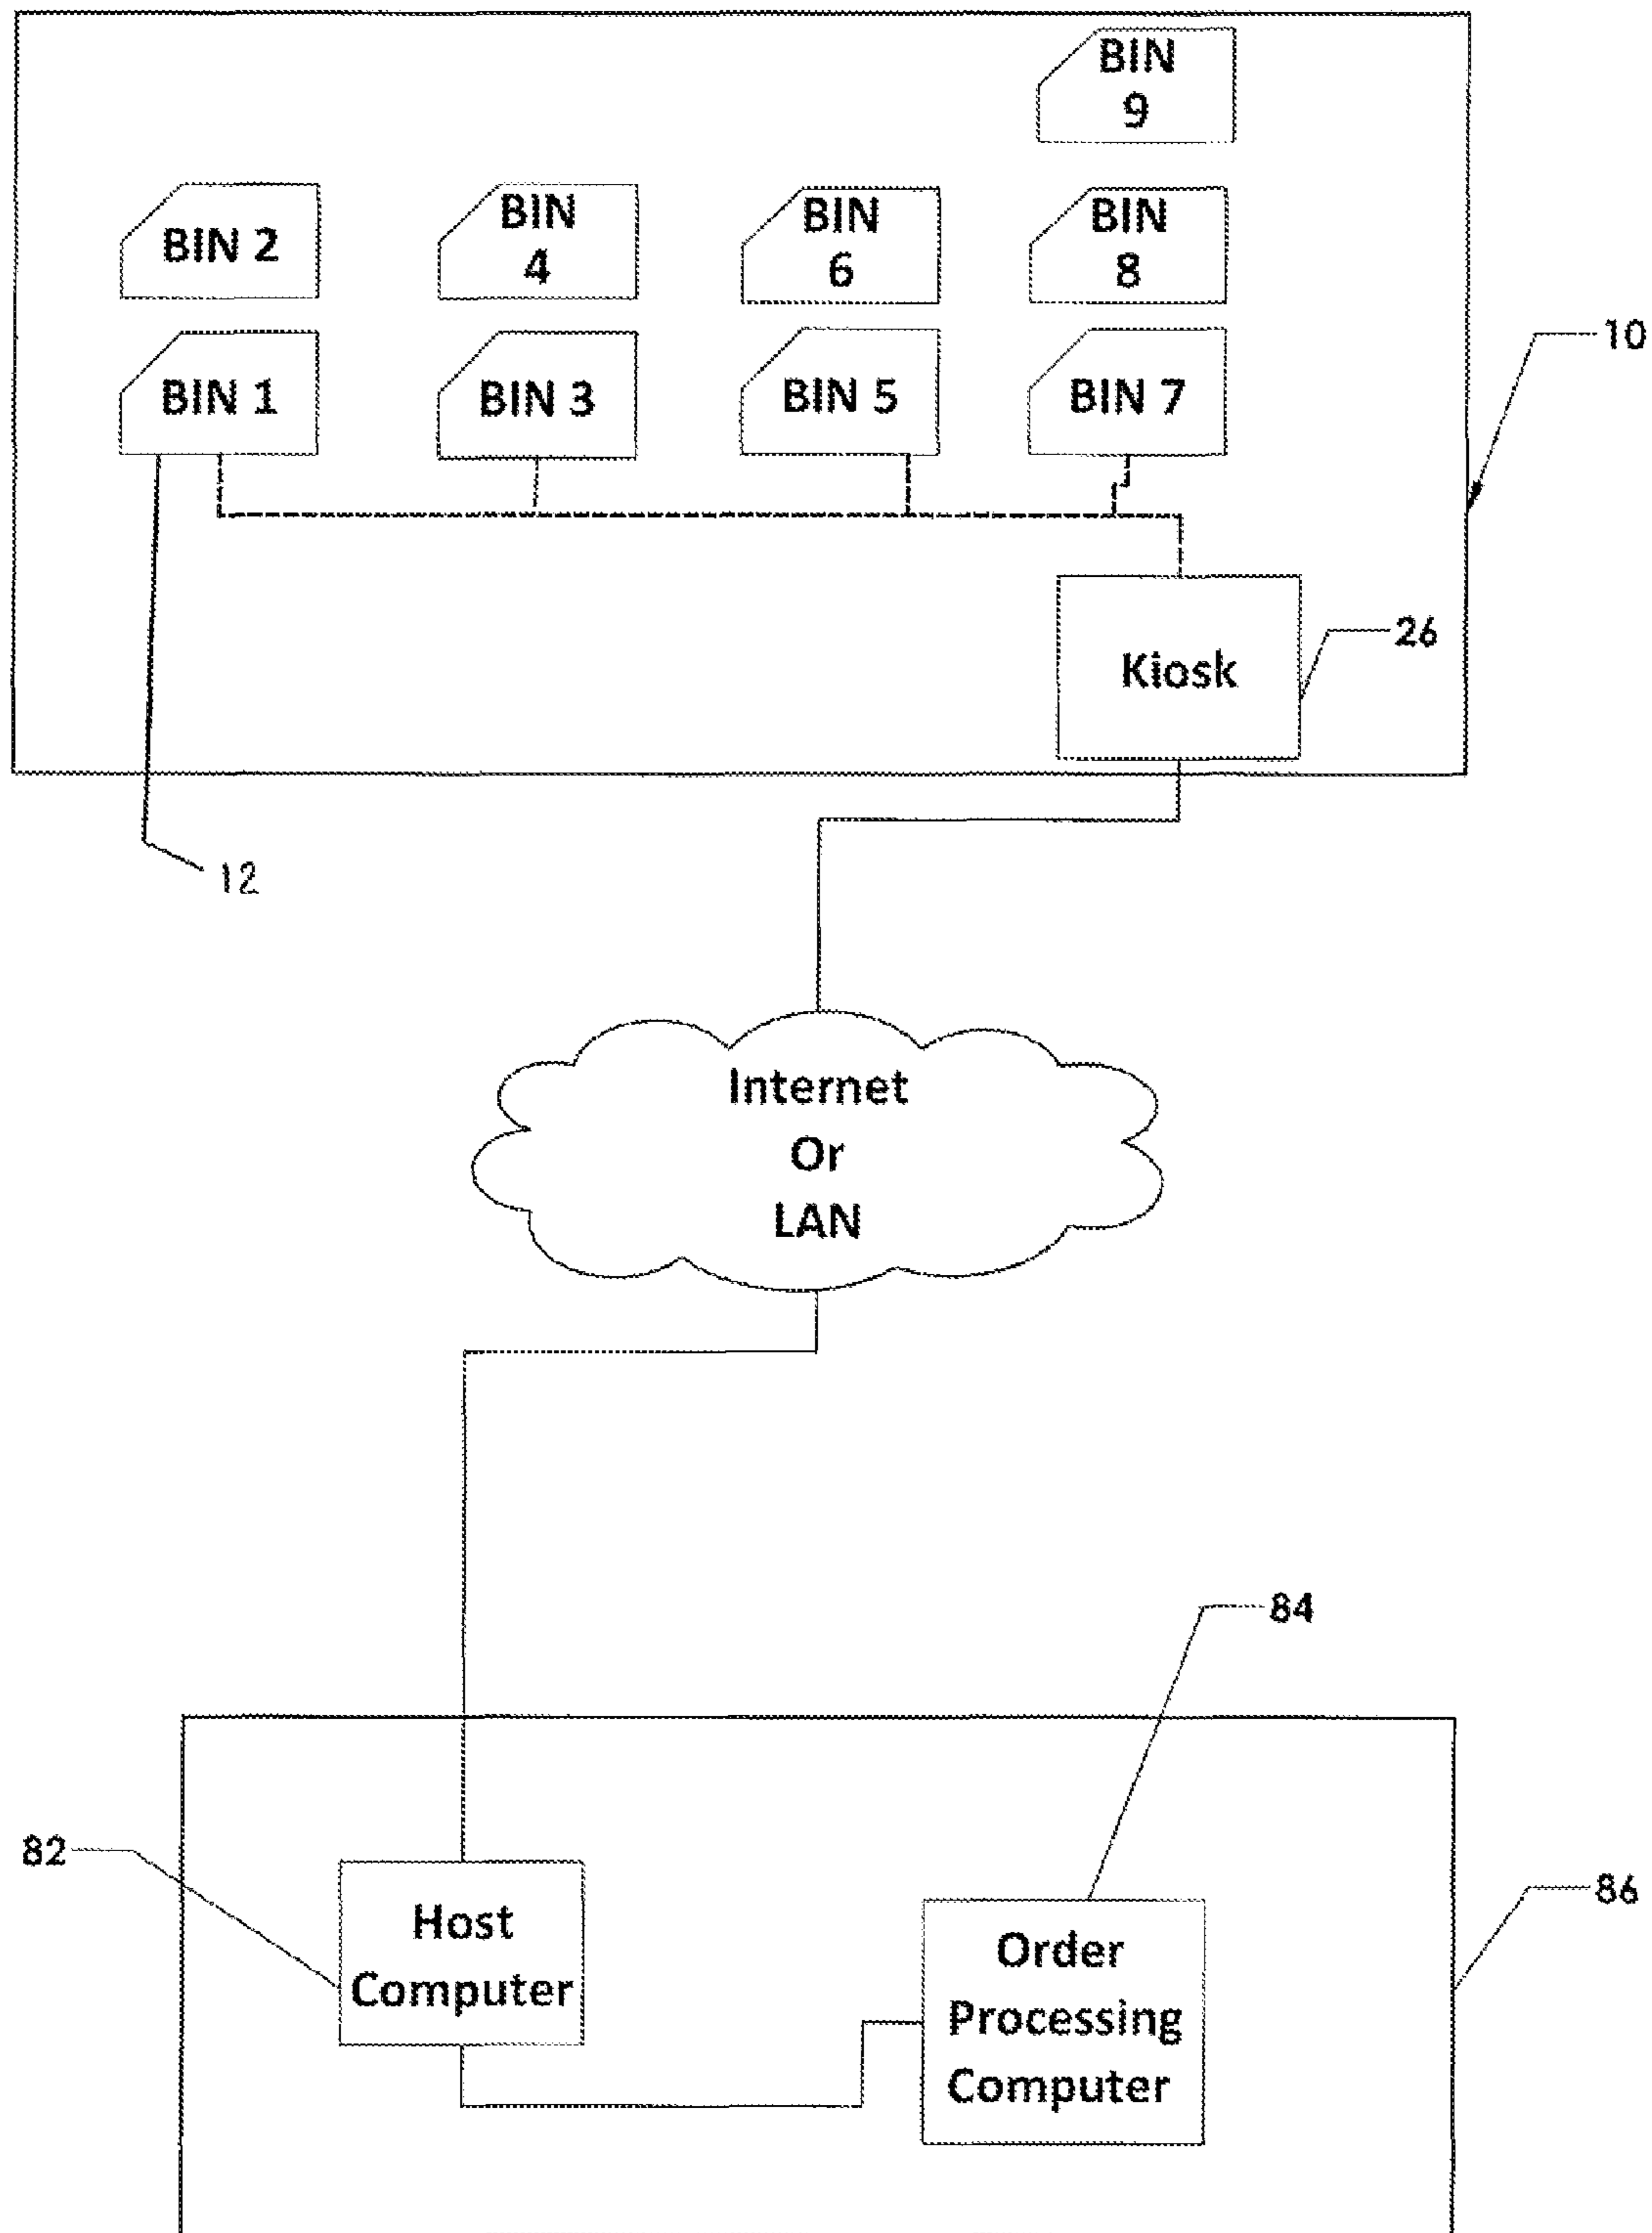 BIN
9
BIN 2
BIN
4
BIN
6
BIN
8
10
BIN 1
BIN 3
BIN 5
BIN 7
26
Kiosk
12
Internet
Or
LAN
84
82
86
Host
Computer
Order
Processing
Computer